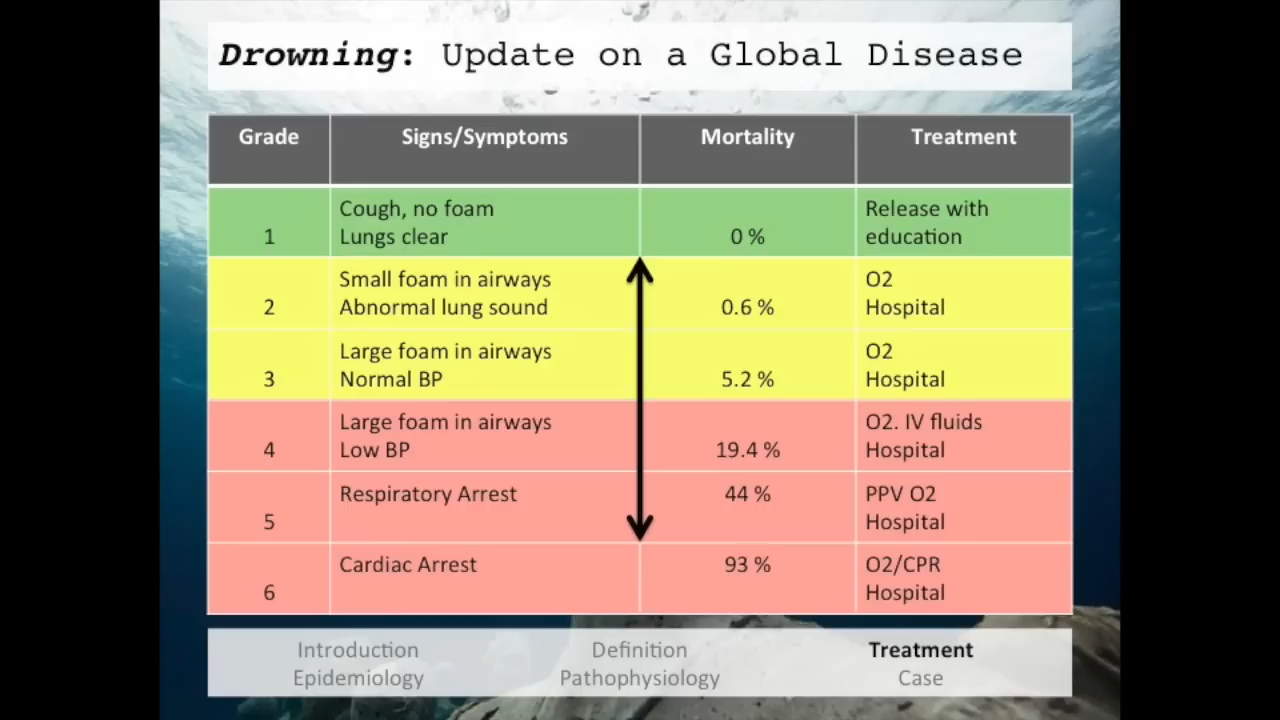 Drowning: Update on a Global Disease
Grade Signs/Symptoms Mortality Treatment
Cough, no foam Release with
1 Lungs clear 0 % education
Small foam in airways O2
2 Abnormal lung sound 0.6 % Hospital
Large foam in airways O2
3 Normal BP 5.2 % Hospital
Large foam in airways O2. IV fluids
4 Low BP 19.4 % Hospital
Respiratory Arrest 44 % PPV O2
5 Hospital
Cardiac Arrest 93 % O2/CPR
6 Hospital
Introduction Definition Treatment
Epidemiology Pathophysiology Case